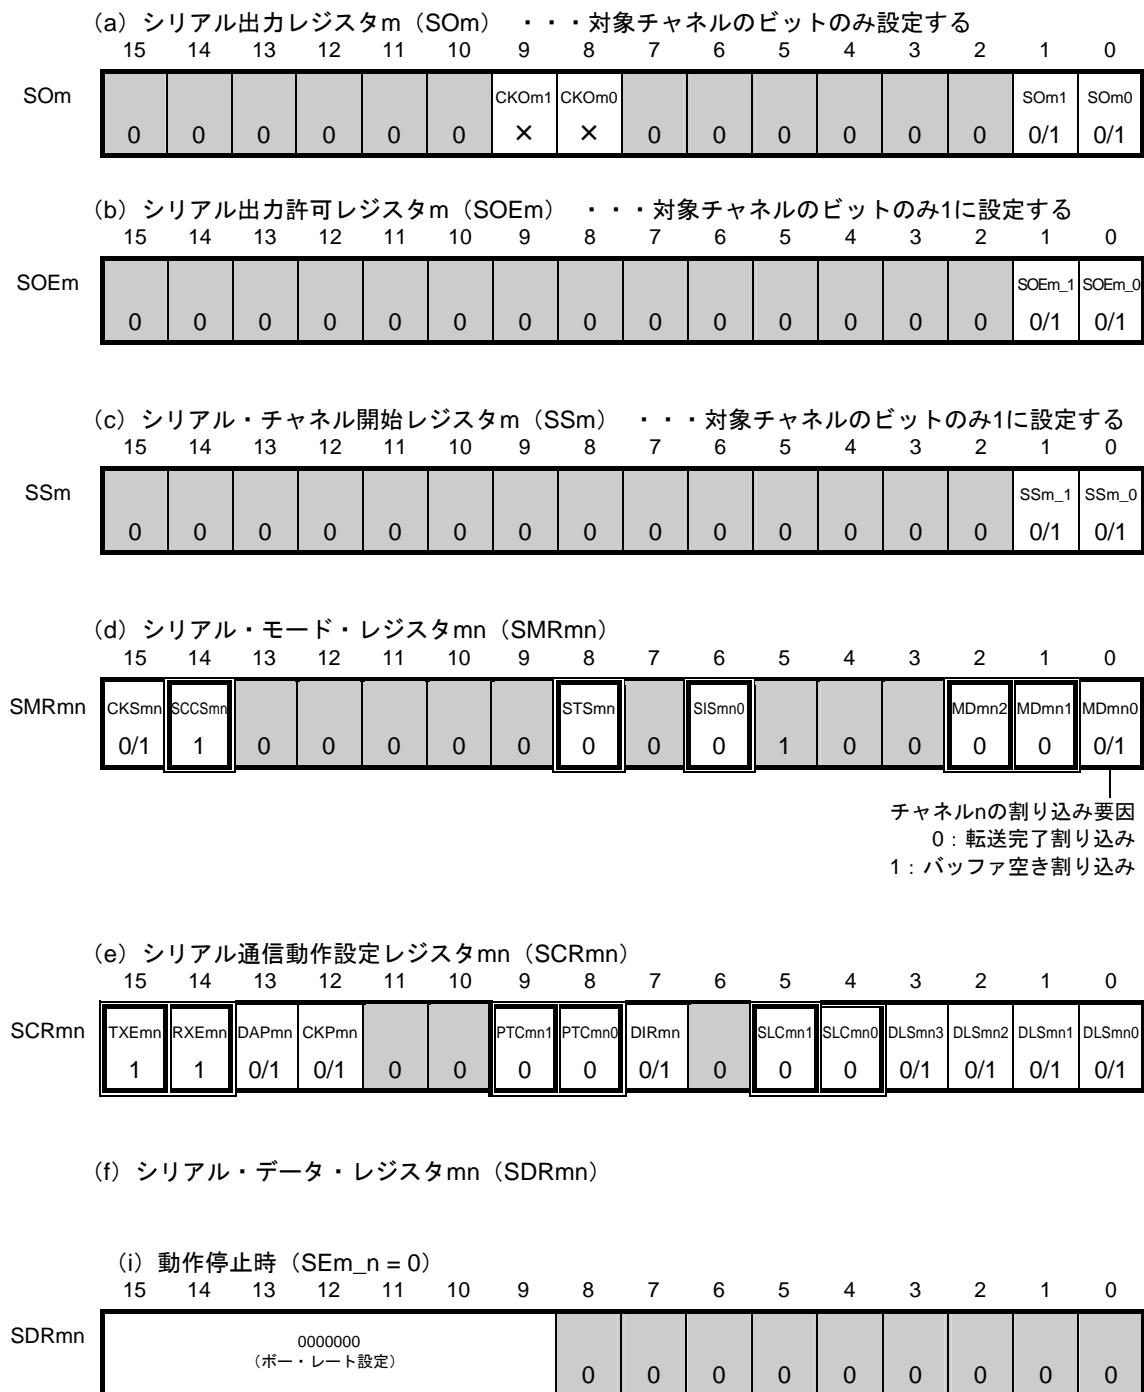 (a) シリアル出力レジスタm（SOm） ・・・対象チャネルのビットのみ設定する
15 14 13 12 11 10 9 8 7 6 5 4 3 2 1 0
SOm CKOm1 CKOm0 SOm1 SOm0
0 0 0 0 0 0 × × 0 0 0 0 0 0 0/1 0/1
(b) シリアル出力許可レジスタm（SOEm） ・・・対象チャネルのビットのみ1に設定する
15 14 13 12 11 10 9 8 7 6 5 4 3 2 1 0
SOEm SOEm_1 SOEm_0
0 0 0 0 0 0 0 0 0 0 0 0 0 0 0/1 0/1
(c) シリアル・チャネル開始レジスタm（SSm） ・・・対象チャネルのビットのみ1に設定する
15 14 13 12 11 10 9 8 7 6 5 4 3 2 1 0
SSm SSm_1 SSm_0
0 0 0 0 0 0 0 0 0 0 0 0 0 0 0/1 0/1
(d) シリアル・モード・レジスタmn（SMRmn）
15 14 13 12 11 10 9 8 7 6 5 4 3 2 1 0
SMRmn CKSmn SCCSmn STSmn SISmn0 MDmn2 MDmn1 MDmn0
0/1 1 0 0 0 0 0 0 0 0 1 0 0 0 0 0/1
チャネルnの割り込み要因
0：転送完了割り込み
1：バッファ空き割り込み
(e) シリアル通信動作設定レジスタmn（SCRmn）
15 14 13 12 11 10 9 8 7 6 5 4 3 2 1 0
SCRmn TXEmn RXEmn DAPmn CKPmn PTCmn1 PTCmn0 DIRmn SLCmn1 SLCmn0 DLSmn3 DLSmn2 DLSmn1 DLSmn0
1 1 0/1 0/1 0 0 0 0 0/1 0 0 0 0/1 0/1 0/1 0/1
(f) シリアル・データ・レジスタmn（SDRmn）
(i) 動作停止時（SEm_n = 0）
15 14 13 12 11 10 9 8 7 6 5 4 3 2 1 0
SDRmn 0000000
（ボー・レート設定）
0 0 0 0 0 0 0 0 0